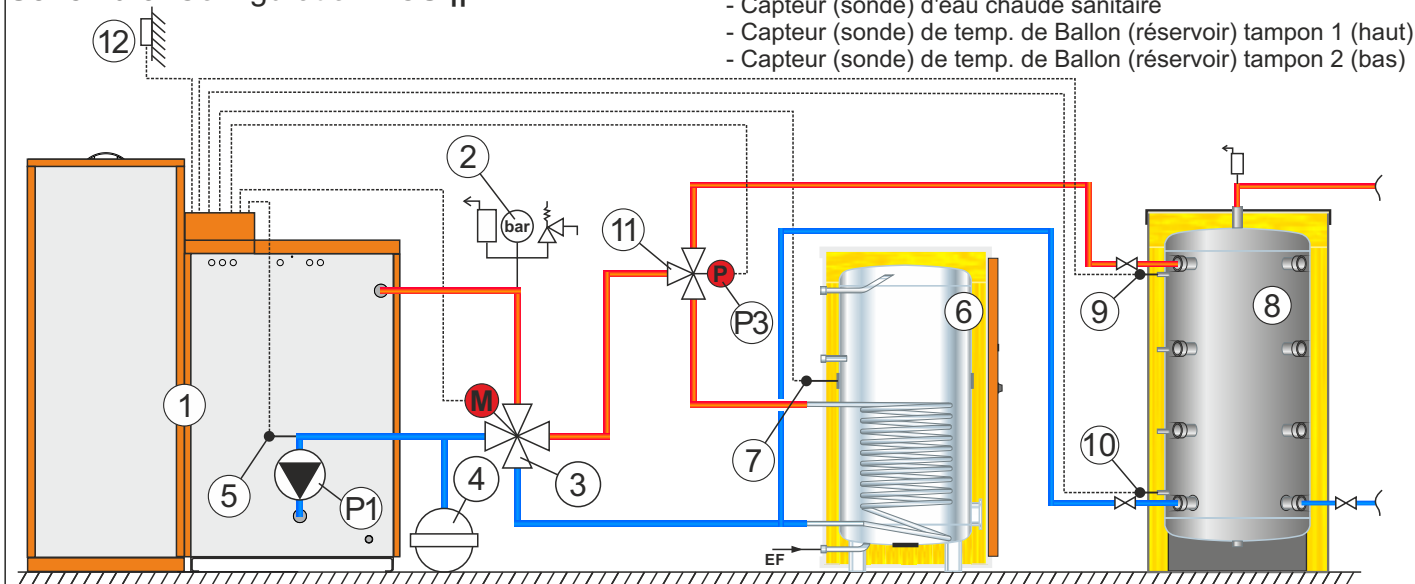 - Capteur (sonde) d'eau chaude sanitaire
- Capteur (sonde) de temp. de Ballon (réservoir) tampon 1 (haut)
- Capteur (sonde) de temp. de Ballon (réservoir) tampon 2 (bas)
12
2
bar
11
P
P3
6
9
8
1
M
7
10
5
P1
4
3
EF